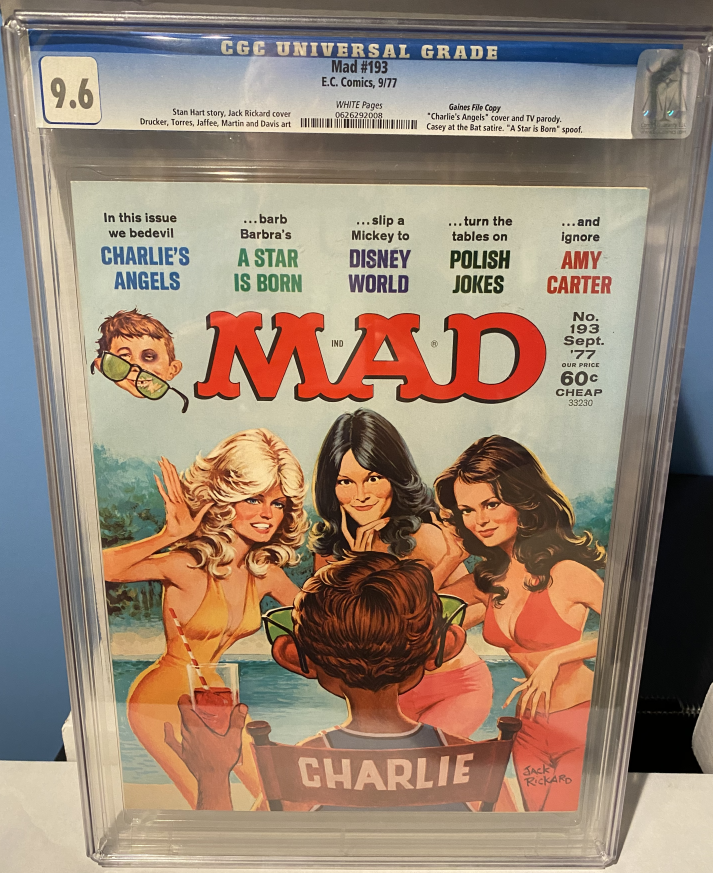 CGC UNIVERSAL GRADE
9.6
Mad #193
E.C. Comics, 9/77
Stan Hart story, Jack Rickard cover
Drucker, Torres, Jaffee, Martin and Davis art
WHITE Pages
0626292008
Gaines File Copy
"Charlie's Angels" cover and TV parody.
Casey at the Bat satire. "A Star is Born" spoof.
In this issue
we bedevil
CHARLIE'S
ANGELS
...barb
Barbra's
A STAR
IS BORN
...slip a
Mickey to
DISNEY
WORLD
...turn the
tables on
POLISH
JOKES
...and
ignore
AMY
CARTER
MAD
IND
®
No.
193
Sept.
'77
OUR PRICE
60c
CHEAP
33230
CHARLIE
JACK
RICKARD